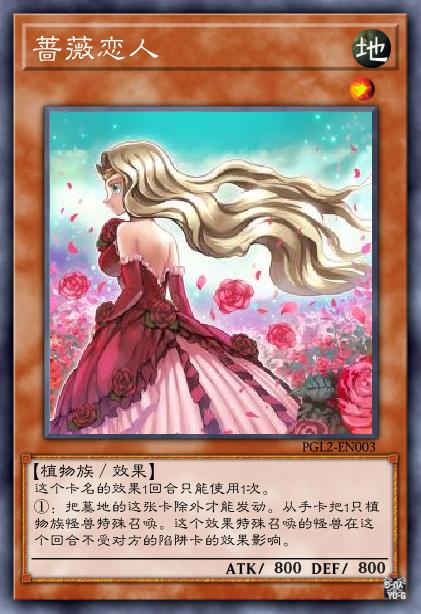 蔷薇恋人
地
PGL2-EN003
【植物族／效果】
这个卡名的效果1回合只能使用1次。
①：把墓地的这张卡除外才能发动。从手卡把1只植
物族怪兽特殊召唤。这个效果特殊召唤的怪兽在这
个回合不受对方的陷阱卡的效果影响。
ATK/ 800 DEF/ 800